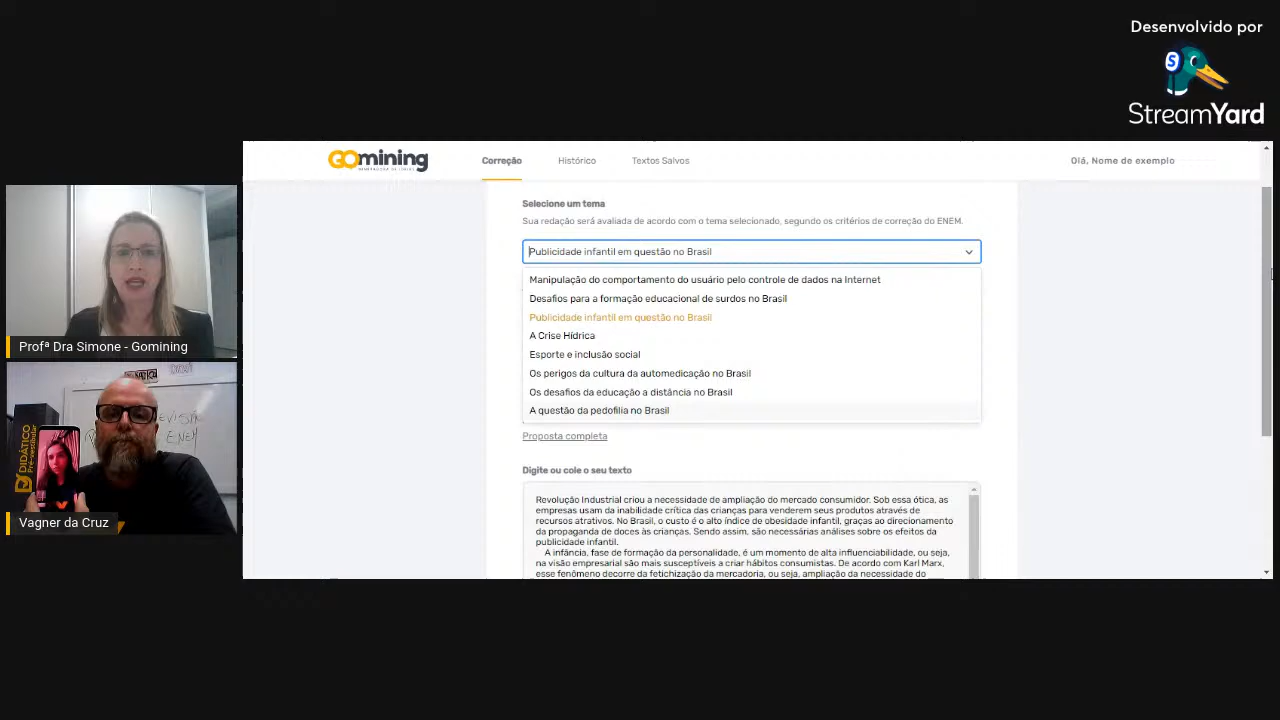 Desenvolvido por
StreamYard
GOmining
Correção
Histórico
Textos Salvos
Olá, Nome de exemplo
Selecione um tema
Sua redação será avaliada de acordo com o tema selecionado, segundo os critérios de correção do ENEM.
Publicidade infantil em questão no Brasil
Manipulação do comportamento do usuário pelo controle de dados na Internet
Desafios para a formação educacional de surdos no Brasil
Publicidade infantil em questão no Brasil
A Crise Hídrica
Esporte e inclusão social
Os perigos da cultura da automedicação no Brasil
Os desafios da educação a distância no Brasil
A questão da pedofilia no Brasil
Proposta completa
Digite ou cole o seu texto
Revolução Industrial criou a necessidade de ampliação do mercado consumidor. Sob essa ótica, as
empresas usam da inabilidade crítica das crianças para venderem seus produtos através de
recursos atrativos. No Brasil, o custo é o alto índice de obesidade infantil, graças ao direcionamento
da propaganda de doces às crianças. Sendo assim, são necessárias análises sobre os efeitos da
publicidade infantil.
A infância, fase de formação da personalidade, é um momento de alta influenciabilidade, ou seja,
na visão empresarial são mais susceptíveis a criar hábitos consumistas. De acordo com Karl Marx,
esse fenômeno decorre da fetichização da mercadoria, ou seja, ampliação da necessidade do
Profª Dra Simone - Gomining
DIDÁTICO
Pré-vestibular
ENEM
Vagner da Cruz